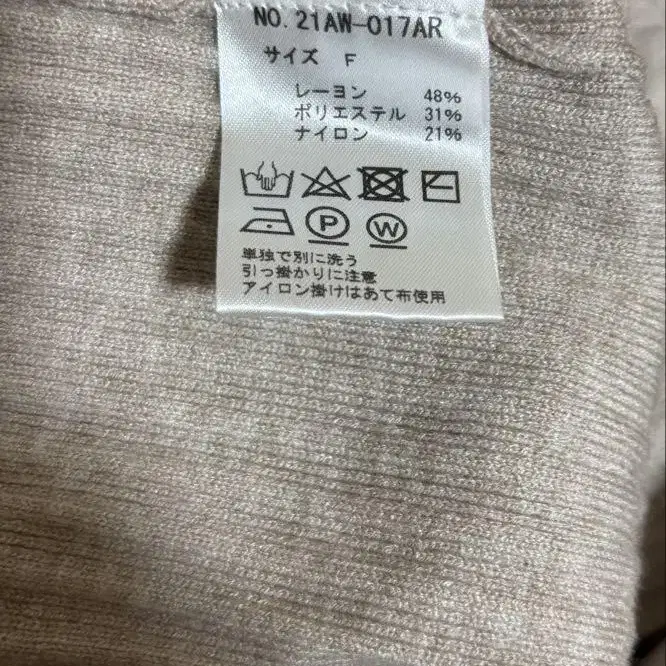 NO.21AW-017AR
サイズ F
レーヨン 48%
ポリエステル 31%
ナイロン 21%
P W
単独で別に洗う
引っ掛かりに注意
アイロン掛けはあて布使用